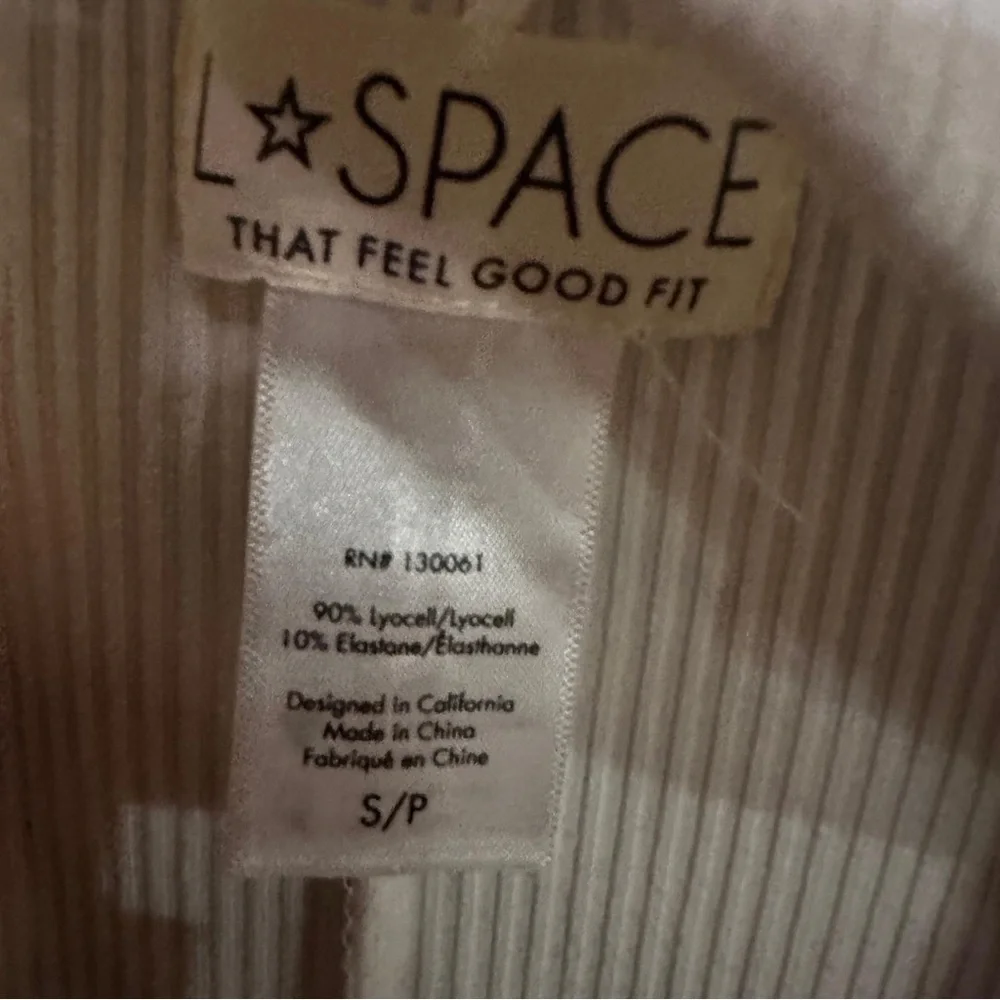 L☆SPACE
THAT FEEL GOOD FIT
RN# 130061
90% Lyocell/Lyocell
10% Elastane/Élasthanne
Designed in California
Made in China
Fabriqué en Chine
S/P